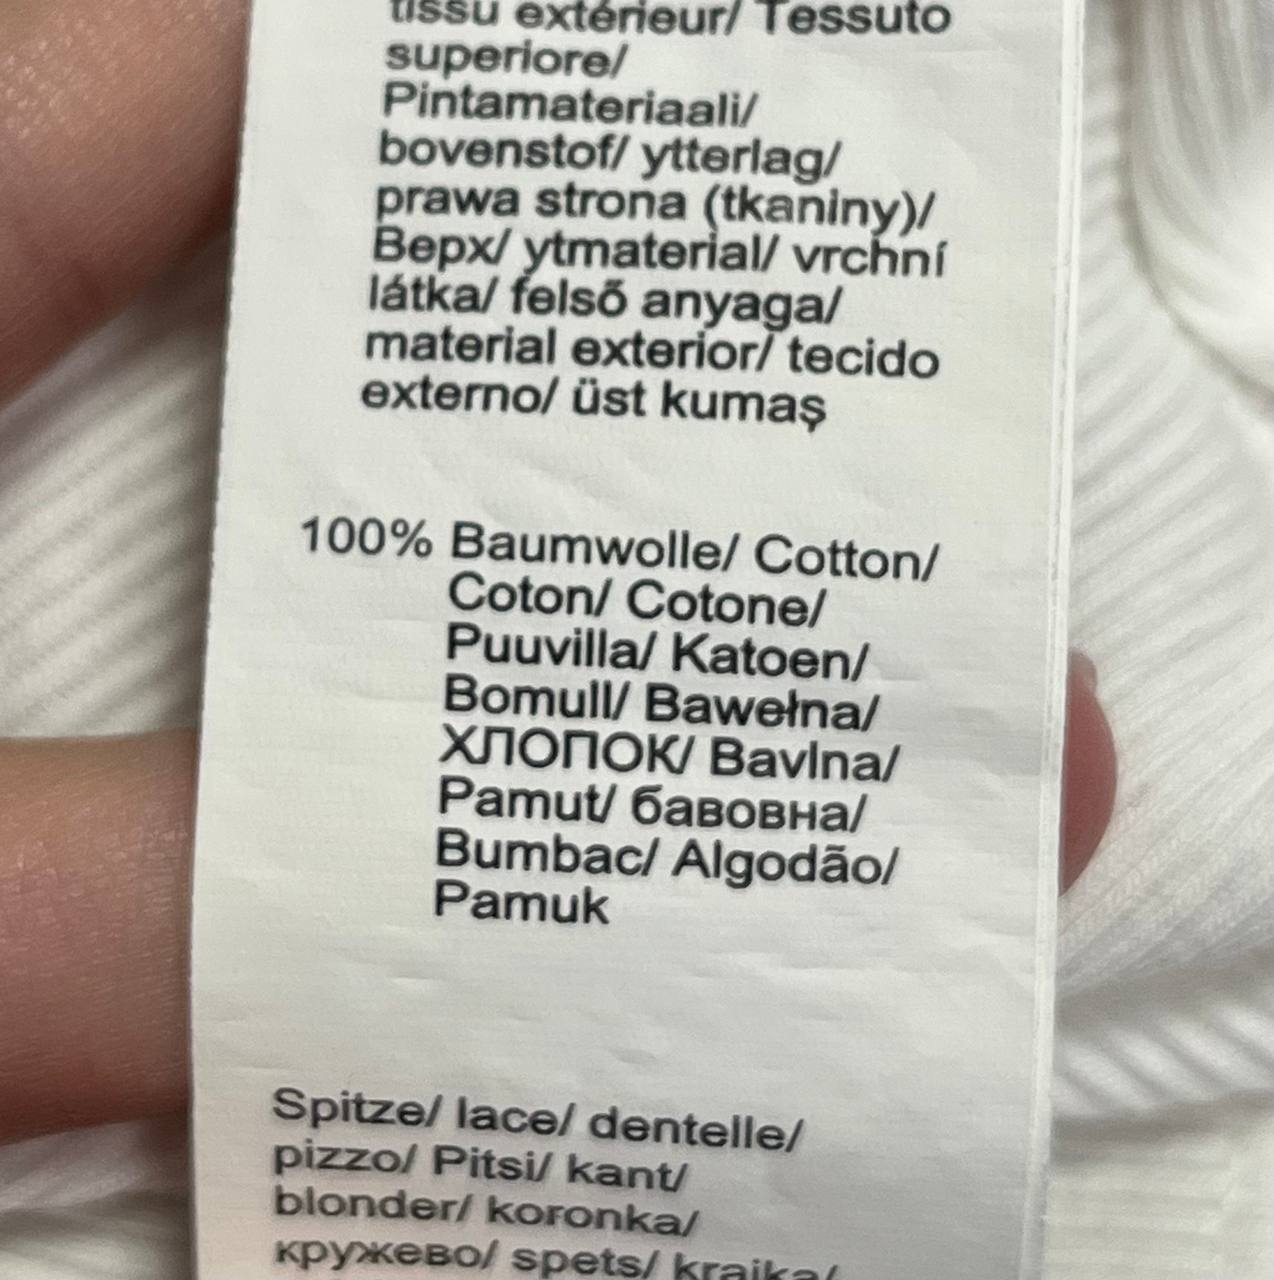 tissu extérieur/ Tessuto
superiore/
Pintamateriaali/
bovenstof/ ytterlag/
prawa strona (tkaniny)/
Верх/ ytmaterial/ vrchní
látka/ felső anyaga/
material exterior/ tecido
externo/ üst kumaş
100% Baumwolle/ Cotton/
Coton/ Cotone/
Puuvilla/ Katoen/
Bomull/ Bawełna/
ХЛОПОК/ Bavlna/
Pamut/ бавовна/
Bumbac/ Algodão/
Pamuk
Spitze/ lace/ dentelle/
pizzo/ Pitsi/ kant/
blonder/ koronka/
кружево/ spets/ krajka/